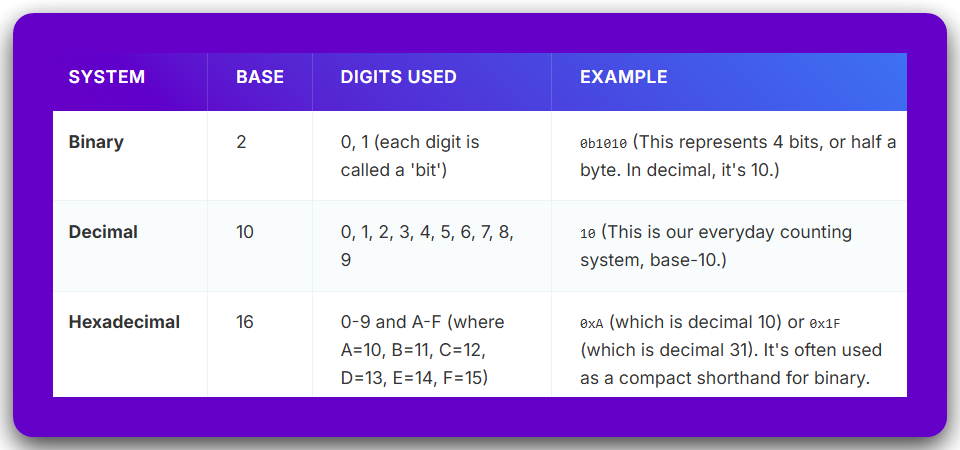 SYSTEM BASE DIGITS USED EXAMPLE
Binary 2 0, 1 (each digit is 0b1010 (This represents 4 bits, or half a
called a 'bit') byte. In decimal, it's 10.)
Decimal 10 0, 1, 2, 3, 4, 5, 6, 7, 8, 10 (This is our everyday counting
9 system, base-10.)
Hexadecimal 16 0-9 and A-F (where 0xA (which is decimal 10) or 0x1F
A=10, B=11, C=12, (which is decimal 31). It's often used
D=13, E=14, F=15) as a compact shorthand for binary.